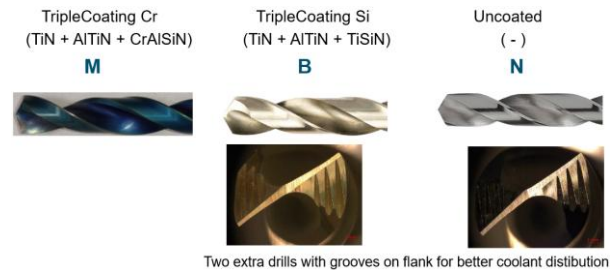 TripleCoating Cr
(TiN + AlTiN + CrAlSiN)
M
TripleCoating Si
(TiN + AlTiN + TiSiN)
B
Uncoated
( - )
N
Two extra drills with grooves on flank for better coolant distibution